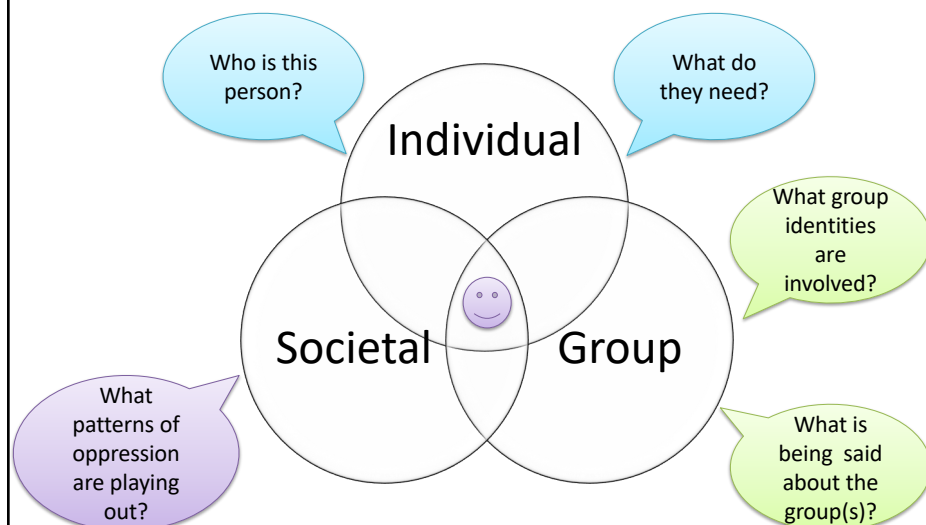 Who is this
person?
What do
they need?
Individual
What group
identities
are
involved?
Societal
Group
What
patterns of
oppression
are playing
out?
What is
being  said
about the
group(s)?